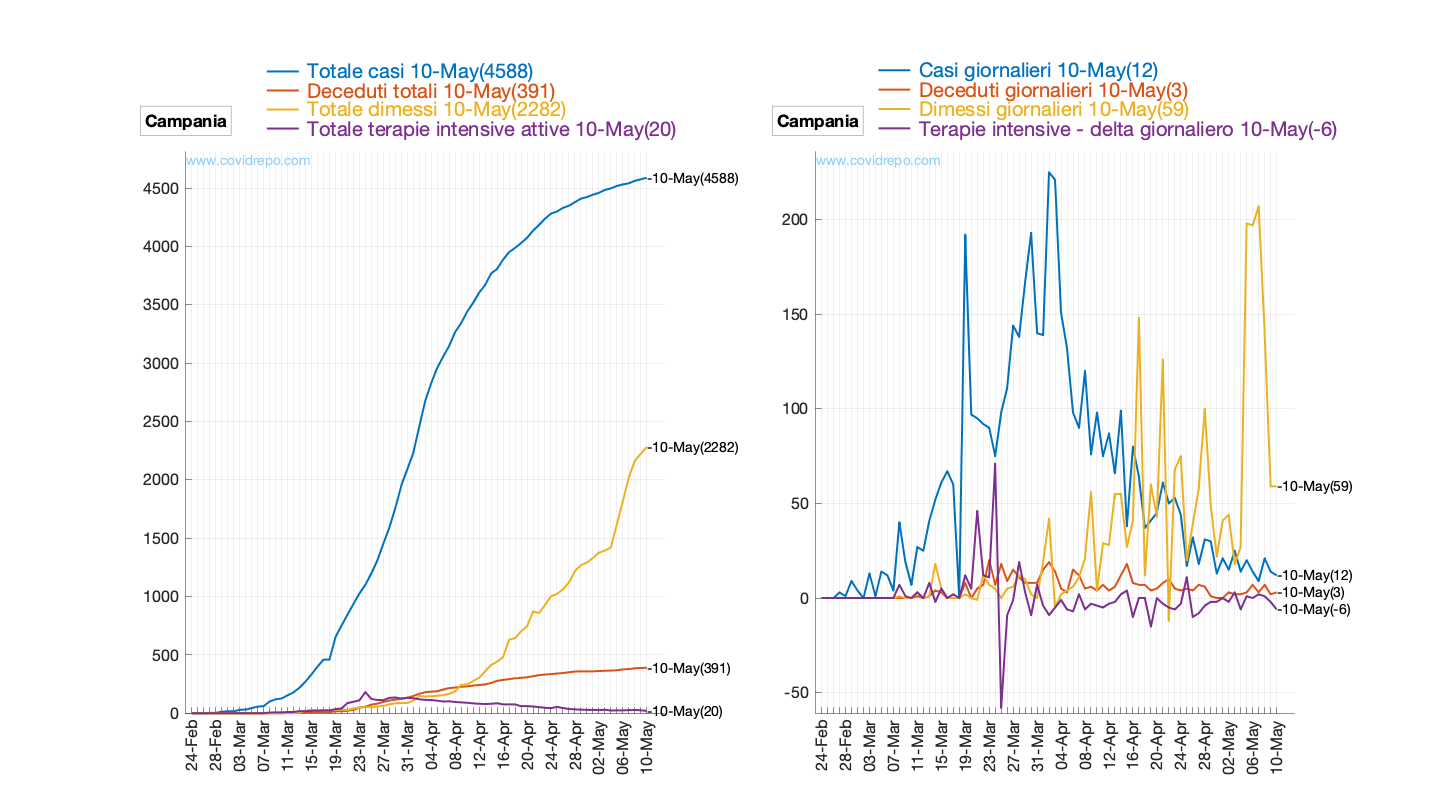 Totale casi 10-May(4588)
Deceduti totali 10-May(391)
Totale dimessi 10-May(2282)
Totale terapie intensive attive 10-May(20)
Campania
www.covidrepo.com
4500
4000
3500
3000
2500
2000
1500
1000
500
0
-10-May(4588)
-10-May(2282)
-10-May(391)
-10-May(20)
24-Feb
28-Feb
03-Mar
07-Mar
11-Mar
15-Mar
19-Mar
23-Mar
27-Mar
31-Mar
04-Apr
08-Apr
12-Apr
16-Apr
20-Apr
24-Apr
28-Apr
02-May
06-May
10-May
Casi giornalieri 10-May(12)
Deceduti giornalieri 10-May(3)
Dimessi giornalieri 10-May(59)
Terapie intensive - delta giornaliero 10-May(-6)
Campania
www.covidrepo.com
200
150
100
50
0
-50
-10-May(59)
-10-May(12)
-10-May(3)
-10-May(-6)
24-Feb
28-Feb
03-Mar
07-Mar
11-Mar
15-Mar
19-Mar
23-Mar
27-Mar
31-Mar
04-Apr
08-Apr
12-Apr
16-Apr
20-Apr
24-Apr
28-Apr
02-May
06-May
10-May